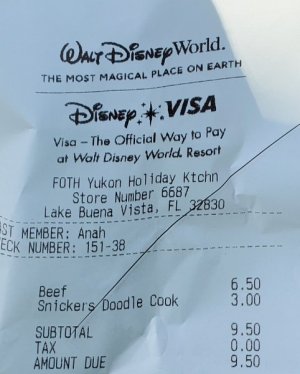 WALT DISNEY World.
THE MOST MAGICAL PLACE ON EARTH
DISNEY VISA
Visa – The Official Way to Pay
at Walt Disney World Resort
FOTH Yukon Holiday Ktchn
Store Number 6687
Lake Buena Vista, FL 32830
ST MEMBER: Anah
ECK NUMBER: 151-38
Beef 6.50
Snickers Doodle Cook 3.00
SUBTOTAL 9.50
TAX 0.00
AMOUNT DUE 9.50